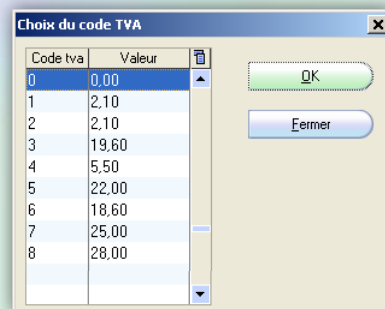 Choix du code TVA
Code tva Valeur
0 0,00
1 2,10
2 2,10
3 19,60
4 5,50
5 22,00
6 18,60
7 25,00
8 28,00
OK
Fermer